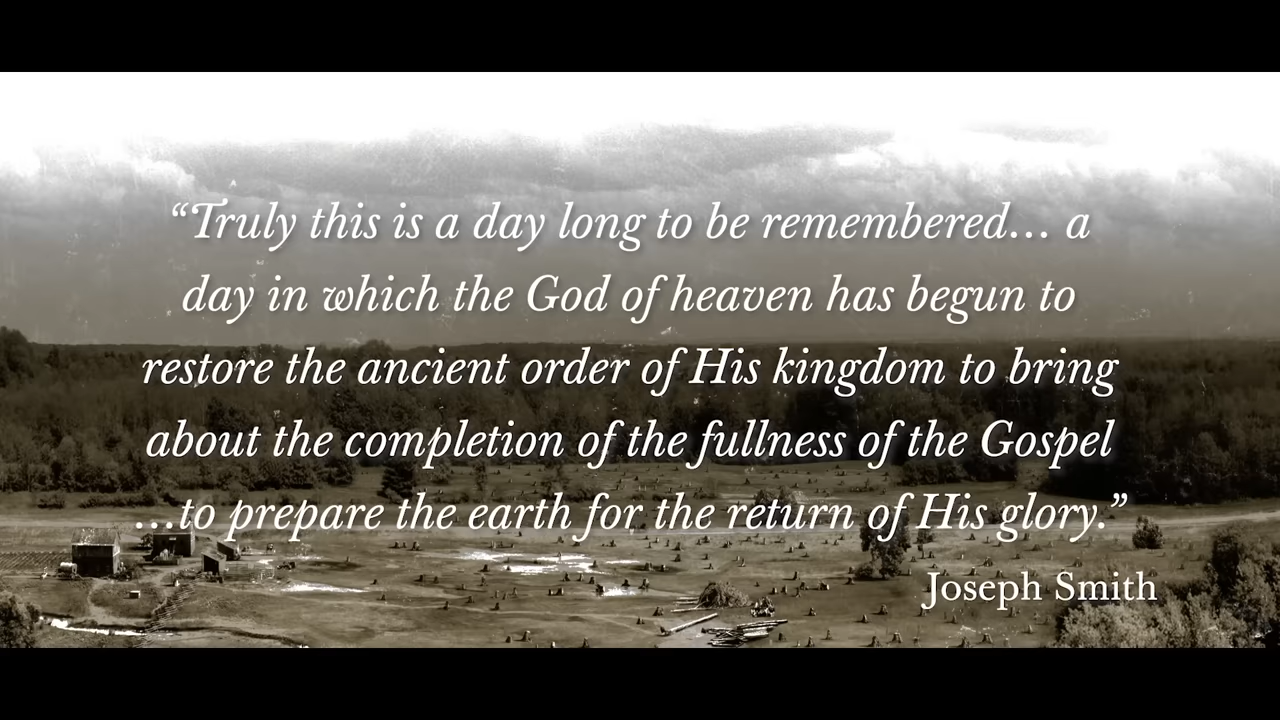 “Truly this is a day long to be remembered... a
day in which the God of heaven has begun to
restore the ancient order of His kingdom to bring
about the completion of the fullness of the Gospel
...to prepare the earth for the return of His glory.”
Joseph Smith